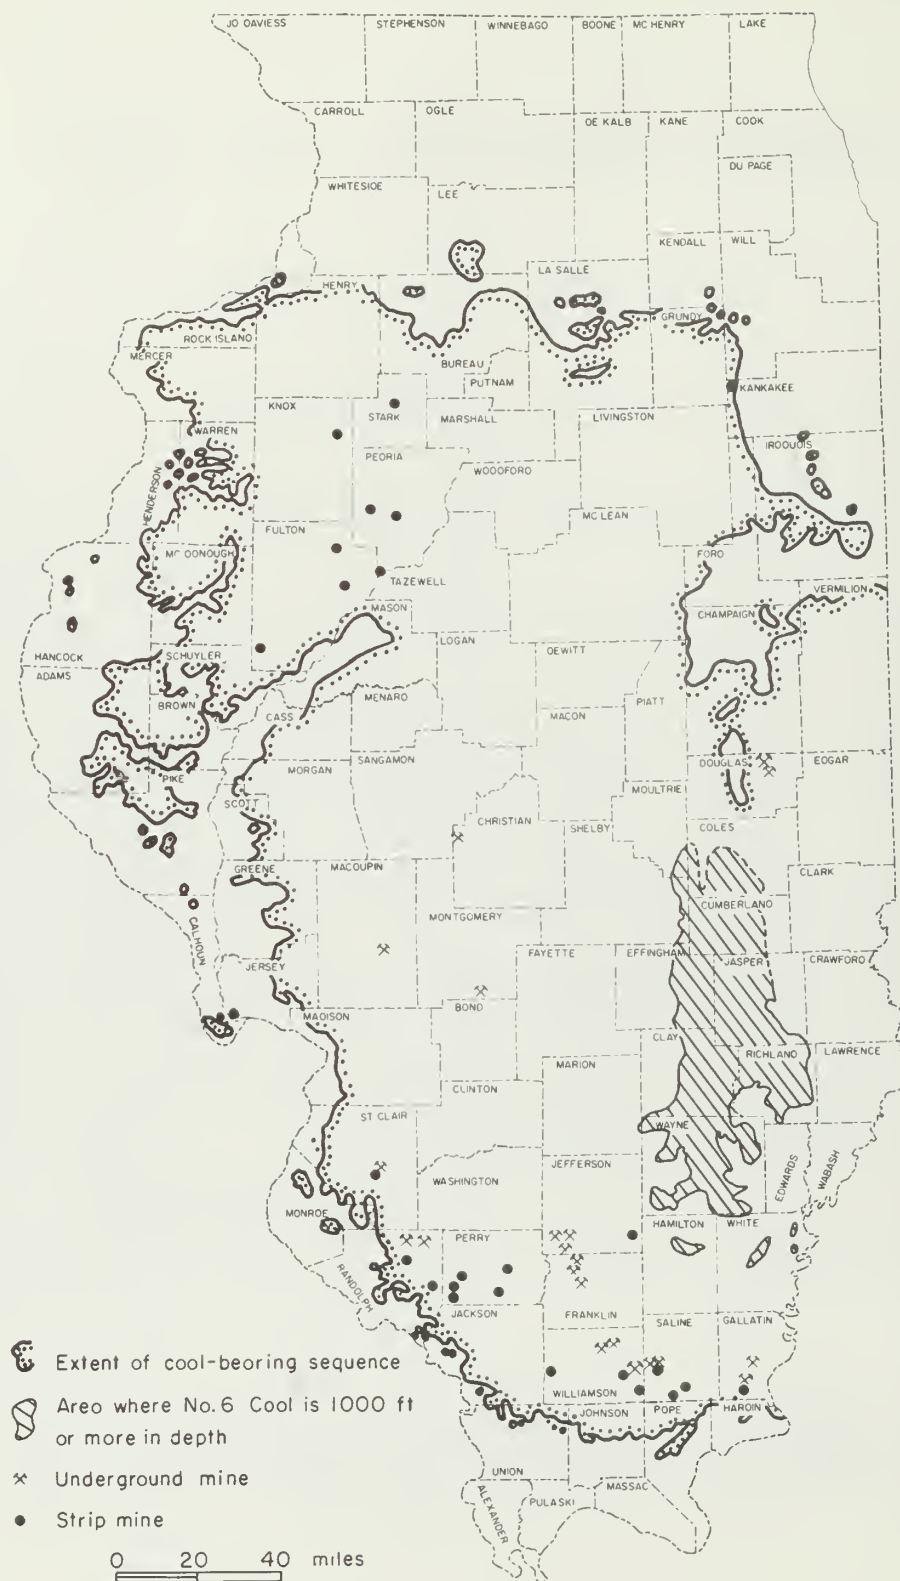 JO DAVIESS STEPHENSON WINNEBAGO BOONE MC HENRY LAKE
CARROLL OGLE
DE KALB KANE COOK
DU PAGE
WHITESIDE
LEE
KENDALL WILL
LA SALLE
HENRY
GRUNDY
ROCK ISLAND
MERCER
BUREAU
PUTNAM
KANKAKEE
KNOX
STARK MARSHALL LIVINGSTON
WARREN
IROQUOIS
PEORIA
WOODFORD
HENDERSON
MC LEAN
FULTON
MC DONOUGH
FORD
TAZEWELL
VERMILION
MASON
CHAMPAIGN
LOGAN
DEWITT
HANCOCK SCHUYLER
ADAMS
MENARD
PIATT
BROWN
CASS
MACON
SANGAMON
DOUGLAS EDGAR
MORGAN
PIKE
MOULTRIE
SCOTT
CHRISTIAN
SHELBY COLES
GREENE MACOUPIN
CLARK
CUMBERLAND
MONTGOMERY
CALHOUN
FAYETTE EFFINGHAM
JASPER CRAWFORD
JERSEY
BOND
MADISON
CLAY
RICHLAND LAWRENCE
MARION
CLINTON
ST CLAIR
WAYNE
JEFFERSON
EDWARDS WABASH
WASHINGTON
MONROE
HAMILTON WHITE
PERRY
RANDOLPH
JACKSON FRANKLIN
SALINE GALLATIN
WILLIAMSON
JOHNSON POPE HARDIN
UNION
MASSAC
ALEXANDER
PULASKI
Extent of coal-bearing sequence
Area where No. 6 Coal is 1000 ft
or more in depth
Underground mine
Strip mine
0 20 40 miles